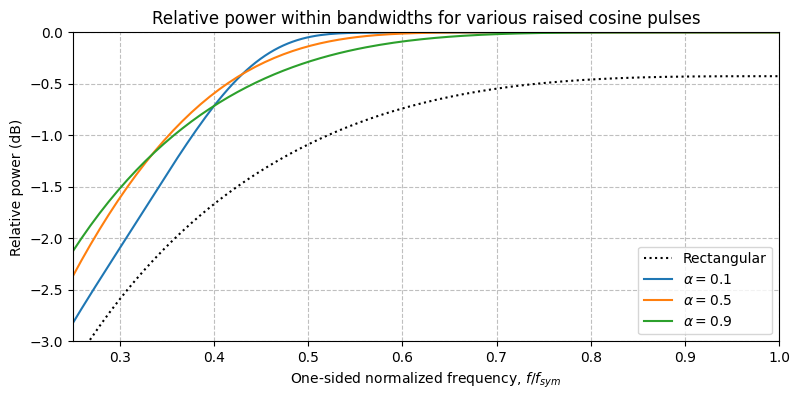 Relative power within bandwidths for various raised cosine pulses
Relative power (dB)
0.0
−0.5
−1.0
−1.5
−2.0
−2.5
−3.0
Rectangular
α = 0.1
α = 0.5
α = 0.9
0.3 0.4 0.5 0.6 0.7 0.8 0.9 1.0
One-sided normalized frequency, f/f_sym